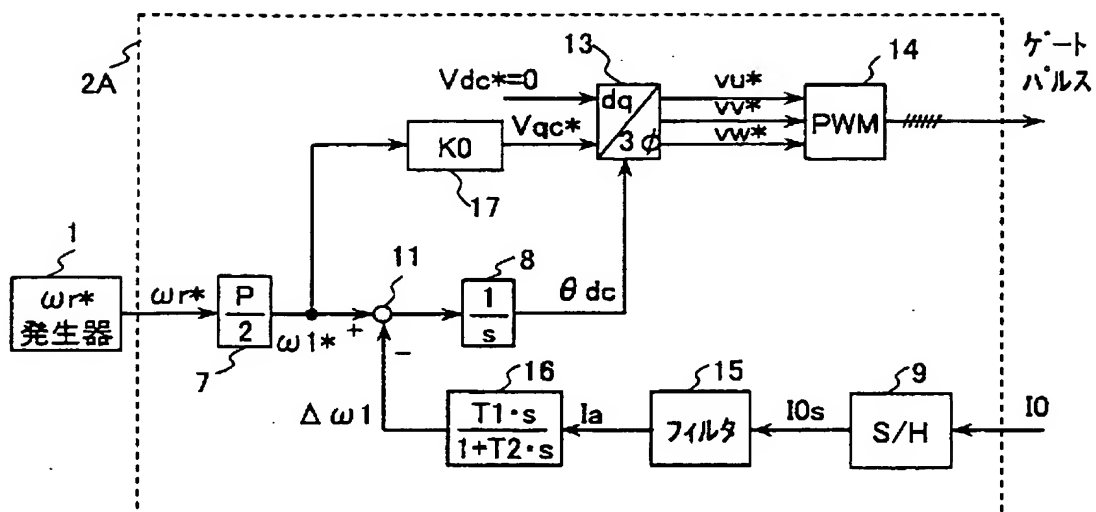 2A
13
14
ゲート
パルス
Vdc*=0
dq
3φ
vu*
vv*
vw*
PWM
K0
Vqc*
17
1
ωr*
発生器
ωr*
P
2
7
ω1*
+
-
11
8
1
s
θdc
Δω1
16
T1・s
1+T2・s
Ia
15
フィルタ
I0s
9
S/H
I0